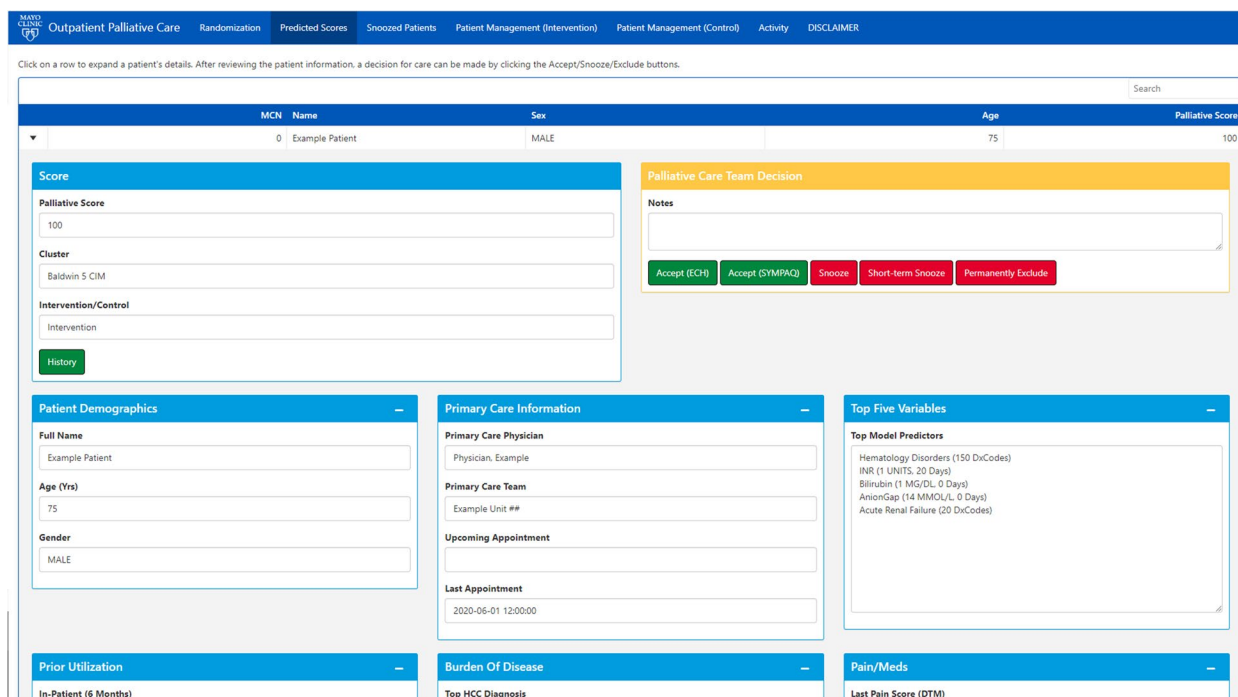 MAYO
CLINIC
Outpatient Palliative Care Randomization Predicted Scores Snoozed Patients Patient Management (Intervention) Patient Management (Control) Activity DISCLAIMER
Click on a row to expand a patient's details. After reviewing the patient information, a decision for care can be made by clicking the Accept/Snooze/Exclude buttons.
Search
MCN Name Sex Age Palliative Score
0 Example Patient MALE 75 100
Score
Palliative Score
100
Cluster
Baldwin 5 CIM
Intervention/Control
Intervention
History
Palliative Care Team Decision
Notes
Accept (ECH) Accept (SYMPAQ) Snooze Short-term Snooze Permanently Exclude
Patient Demographics
Full Name
Example Patient
Age (Yrs)
75
Gender
MALE
Primary Care Information
Primary Care Physician
Physician, Example
Primary Care Team
Example Unit ##
Upcoming Appointment
Last Appointment
2020-06-01 12:00:00
Top Five Variables
Top Model Predictors
Hematology Disorders (150 DxCodes)
INR (1 UNITS, 20 Days)
Bilirubin (1 MG/DL, 0 Days)
AnionGap (14 MMOL/L, 0 Days)
Acute Renal Failure (20 DxCodes)
Prior Utilization
In-Patient (6 Months)
Burden Of Disease
Top HCC Diagnosis
Pain/Meds
Last Pain Score (DTM)